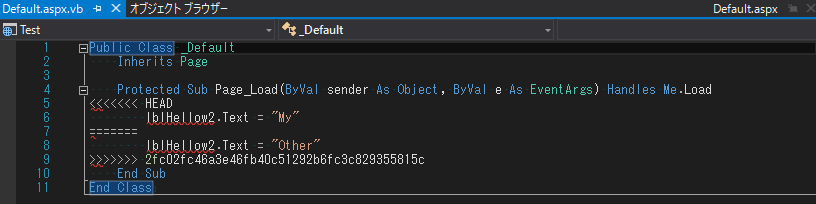 Default.aspx.vb オブジェクト ブラウザー Default.aspx
Test _Default
1 Public Class _Default
2 Inherits Page
3
4 Protected Sub Page_Load(ByVal sender As Object, ByVal e As EventArgs) Handles Me.Load
5 <<<<<<< HEAD
6 lblHellow2.Text = "My"
7 =======
8 lblHellow2.Text = "Other"
9 >>>>>>> 2fc02fc46a3e46fb40c51292b6fc3c829355815c
10 End Sub
11 End Class